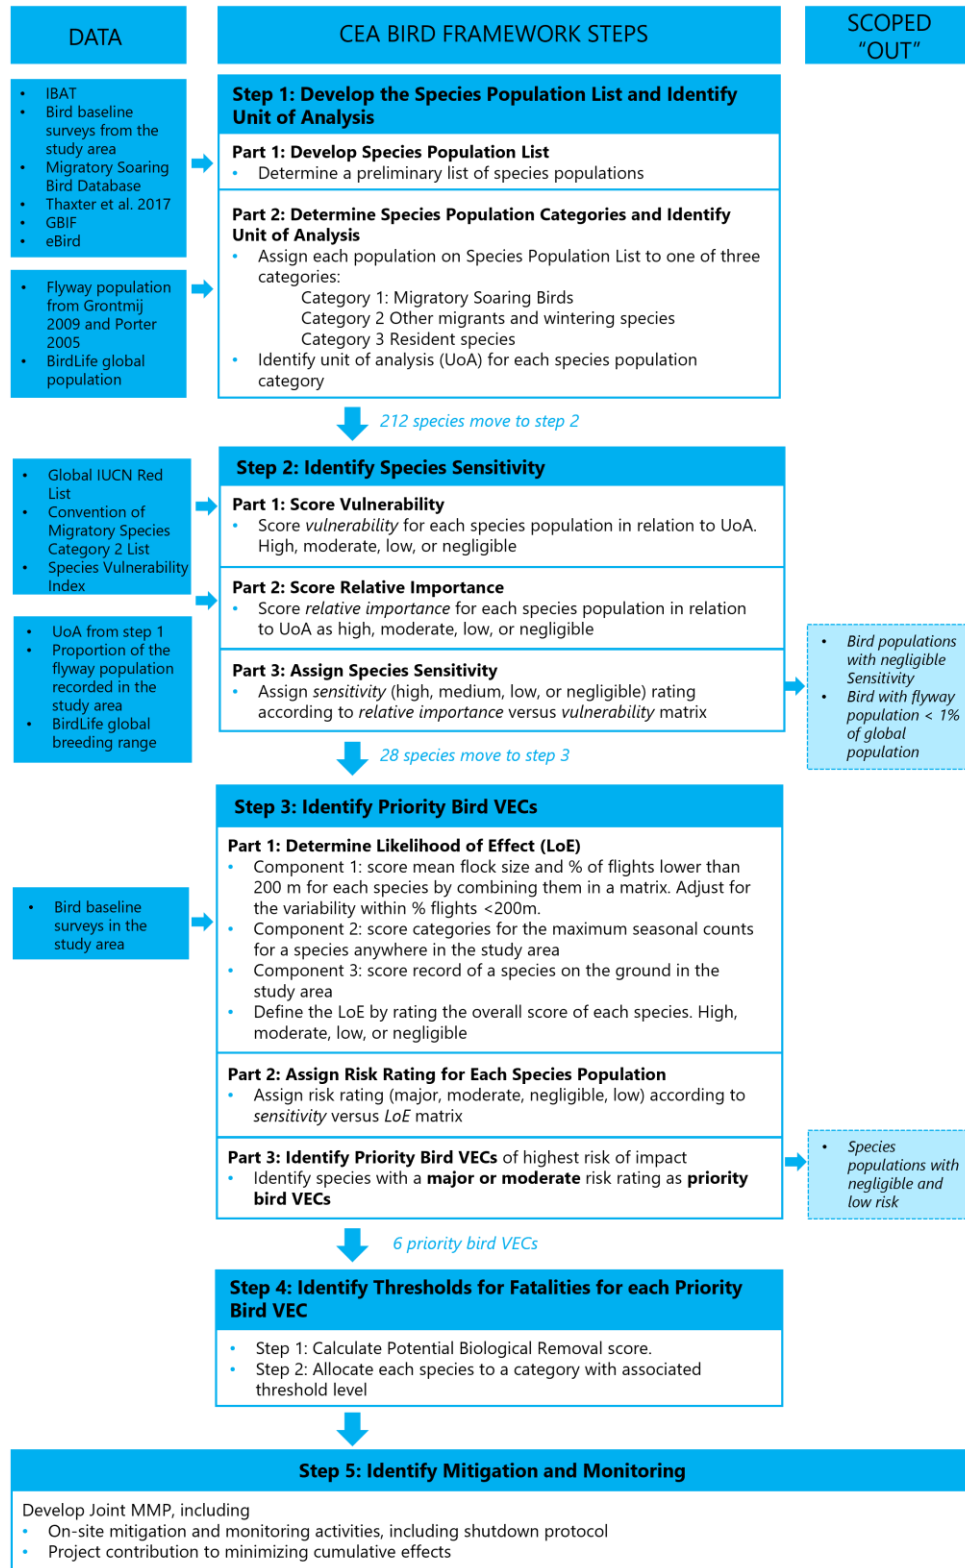 DATA
CEA BIRD FRAMEWORK STEPS
SCOPED
“OUT”
• IBAT
• Bird baseline
surveys from the
study area
• Migratory Soaring
Bird Database
• Thaxter et al. 2017
• GBIF
• eBird
Step 1: Develop the Species Population List and Identify
Unit of Analysis
Part 1: Develop Species Population List
• Determine a preliminary list of species populations
Part 2: Determine Species Population Categories and Identify
Unit of Analysis
• Assign each population on Species Population List to one of three
categories:
Category 1: Migratory Soaring Birds
Category 2 Other migrants and wintering species
Category 3 Resident species
• Identify unit of analysis (UoA) for each species population
category
• Flyway population
from Grontmij
2009 and Porter
2005
• BirdLife global
population
212 species move to step 2
• Global IUCN Red
List
• Convention of
Migratory Species
Category 2 List
• Species Vulnerability
Index
Step 2: Identify Species Sensitivity
Part 1: Score Vulnerability
• Score vulnerability for each species population in relation to UoA.
High, moderate, low, or negligible
Part 2: Score Relative Importance
• Score relative importance for each species population in relation
to UoA as high, moderate, low, or negligible
Part 3: Assign Species Sensitivity
• Assign sensitivity (high, medium, low, or negligible) rating
according to relative importance versus vulnerability matrix
• UoA from step 1
• Proportion of the
flyway population
recorded in the
study area
• BirdLife global
breeding range
• Bird populations
with negligible
Sensitivity
• Bird with flyway
population < 1%
of global
population
28 species move to step 3
Step 3: Identify Priority Bird VECs
Part 1: Determine Likelihood of Effect (LoE)
• Component 1: score mean flock size and % of flights lower than
200 m for each species by combining them in a matrix. Adjust for
the variability within % flights <200m.
• Component 2: score categories for the maximum seasonal counts
for a species anywhere in the study area
• Component 3: score record of a species on the ground in the
study area
• Define the LoE by rating the overall score of each species. High,
moderate, low, or negligible
• Bird baseline
surveys in the
study area
Part 2: Assign Risk Rating for Each Species Population
• Assign risk rating (major, moderate, negligible, low) according to
sensitivity versus LoE matrix
Part 3: Identify Priority Bird VECs of highest risk of impact
• Identify species with a major or moderate risk rating as priority
bird VECs
• Species
populations with
negligible and
low risk
6 priority bird VECs
Step 4: Identify Thresholds for Fatalities for each Priority
Bird VEC
• Step 1: Calculate Potential Biological Removal score.
• Step 2: Allocate each species to a category with associated
threshold level
Step 5: Identify Mitigation and Monitoring
Develop Joint MMP, including
• On-site mitigation and monitoring activities, including shutdown protocol
• Project contribution to minimizing cumulative effects